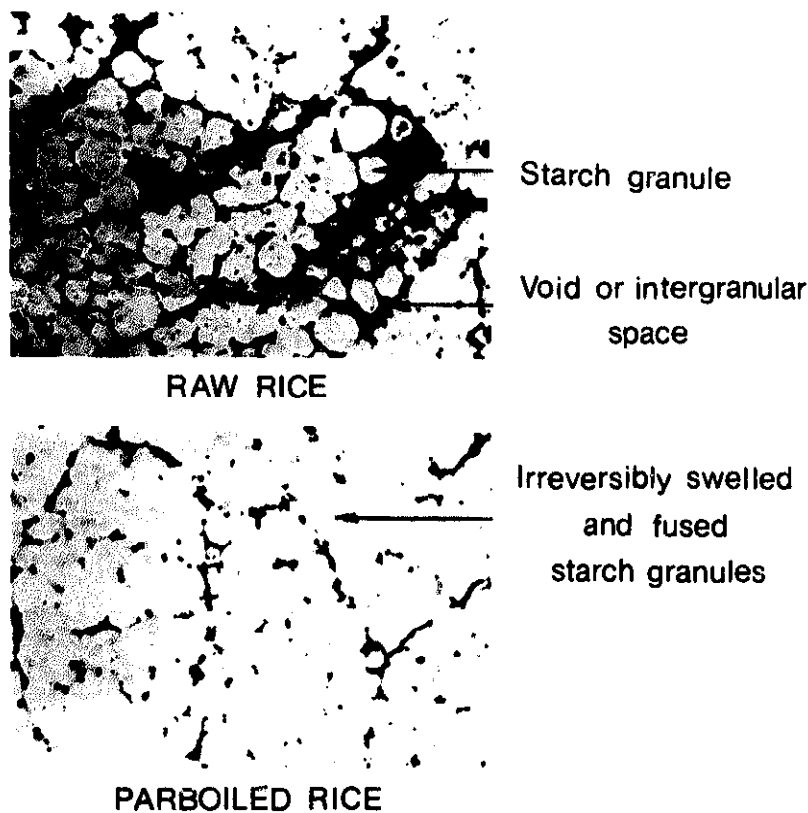 Starch granule
Void or intergranular
space
RAW RICE
Irreversibly swelled
and fused
starch granules
PARBOILED RICE